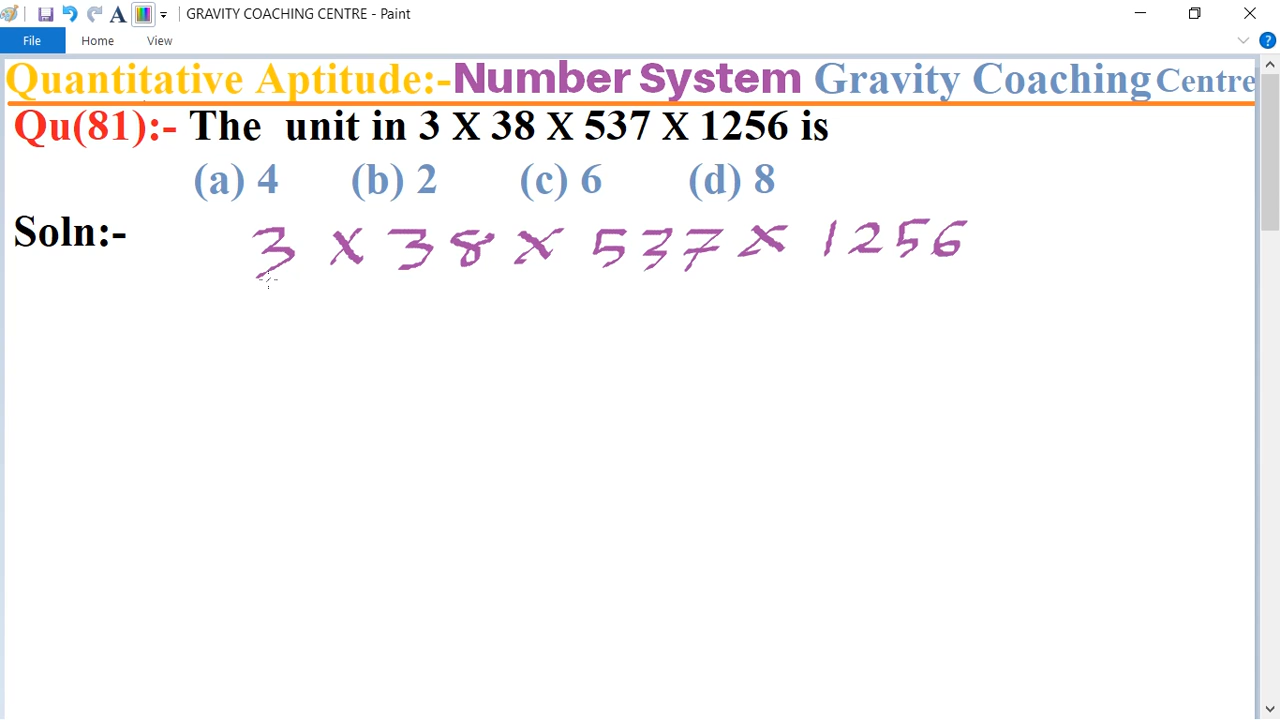 GRAVITY COACHING CENTRE - Paint
File Home View
Quantitative Aptitude:-Number System Gravity Coaching Centre
Qu(81):- The unit in 3 X 38 X 537 X 1256 is
(a) 4 (b) 2 (c) 6 (d) 8
Soln:- 3 X 38 X 537 X 1256